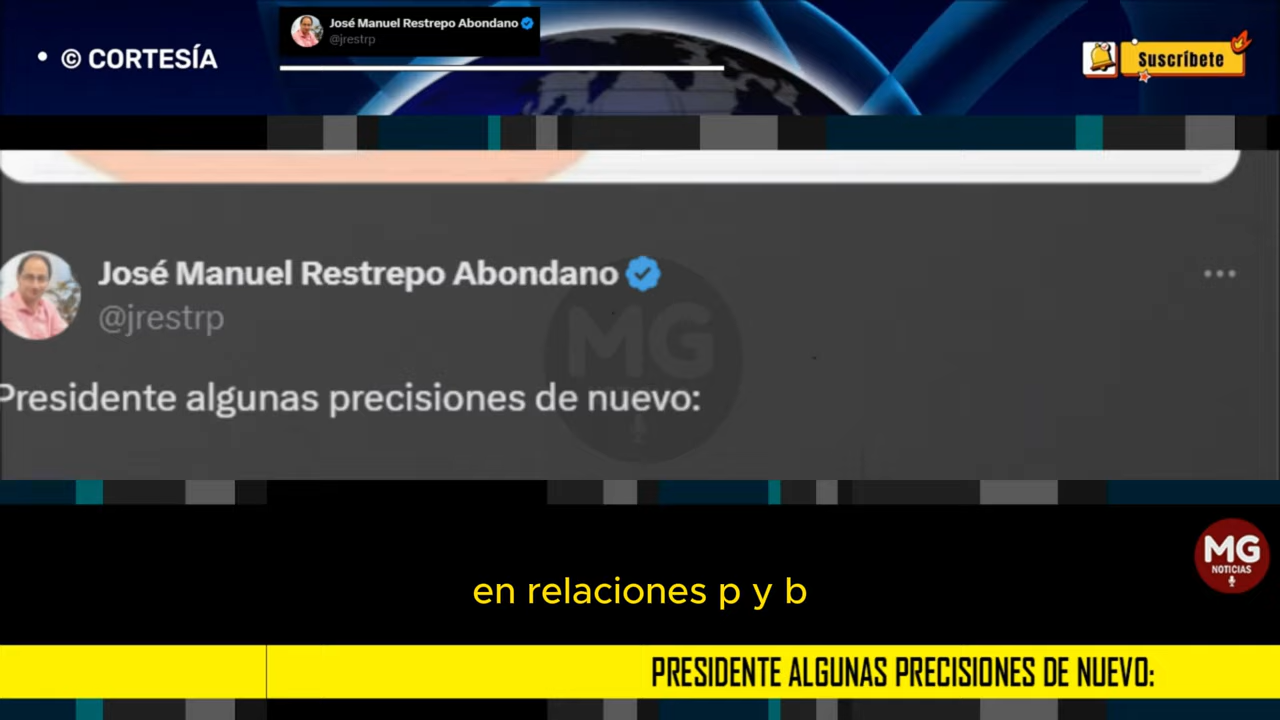 José Manuel Restrepo Abondano
@jrestrp
• © CORTESÍA
Suscríbete
José Manuel Restrepo Abondano
@jrestrp
MG
Presidente algunas precisiones de nuevo:
MG
NOTICIAS
en relaciones p y b
PRESIDENTE ALGUNAS PRECISIONES DE NUEVO: